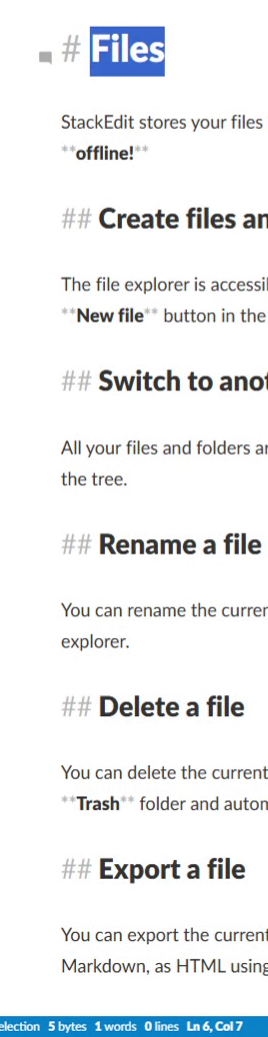 # Files
StackEdit stores your files
**offline!**
## Create files an
The file explorer is accessi
**New file** button in the
## Switch to anot
All your files and folders ar
the tree.
## Rename a file
You can rename the curren
explorer.
## Delete a file
You can delete the current
**Trash** folder and autom
## Export a file
You can export the current
Markdown, as HTML using
election 5 bytes 1 words 0 lines Ln 6, Col 7